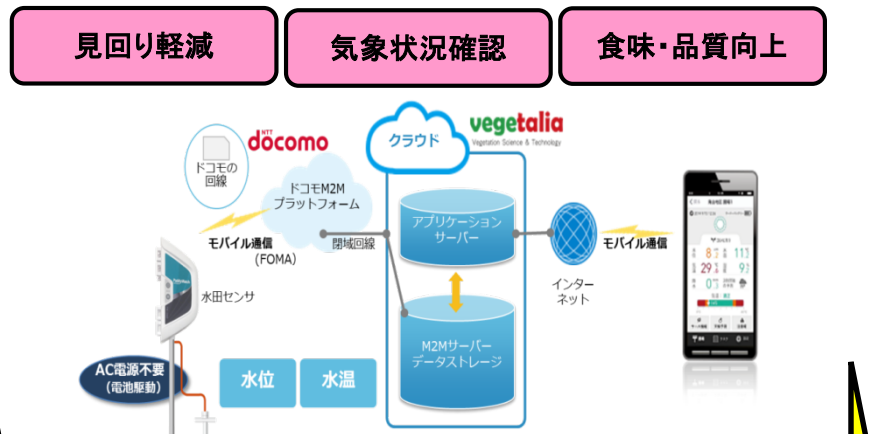 見回り軽減
気象状況確認
食味・品質向上
NTT
döcomo
クラウド
vegetalia
Vegetation Science & Technology
ドコモの
回線
ドコモM2M
プラットフォーム
アプリケーション
サーバー
モバイル通信
(FOMA)
閉域回線
モバイル通信
インター
ネット
水田センサ
M2Mサーバー
データストレージ
AC電源不要
(電池駆動)
水位
水温